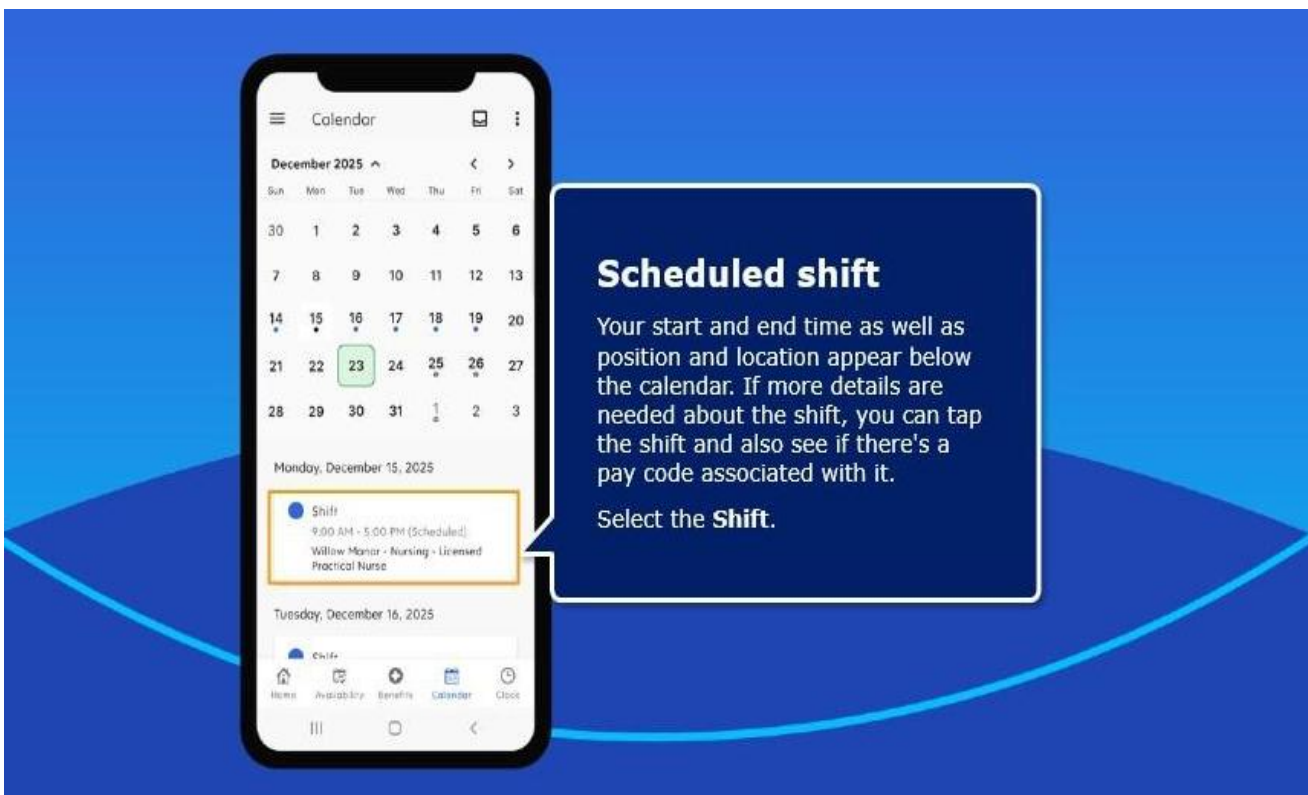 Calendar
December 2025
Sun Mon Tue Wed Thu Fri Sat
30 1 2 3 4 5 6
7 8 9 10 11 12 13
14 15 16 17 18 19 20
21 22 23 24 25 26 27
28 29 30 31 1 2 3
Monday, December 15, 2025
Shift
9:00 AM - 5:00 PM (Scheduled)
Willow Manor - Nursing - Licensed
Practical Nurse
Tuesday, December 16, 2025
Shift
Home Availability Benefits Calendar Clock
Scheduled shift
Your start and end time as well as
position and location appear below
the calendar. If more details are
needed about the shift, you can tap
the shift and also see if there's a
pay code associated with it.
Select the Shift.